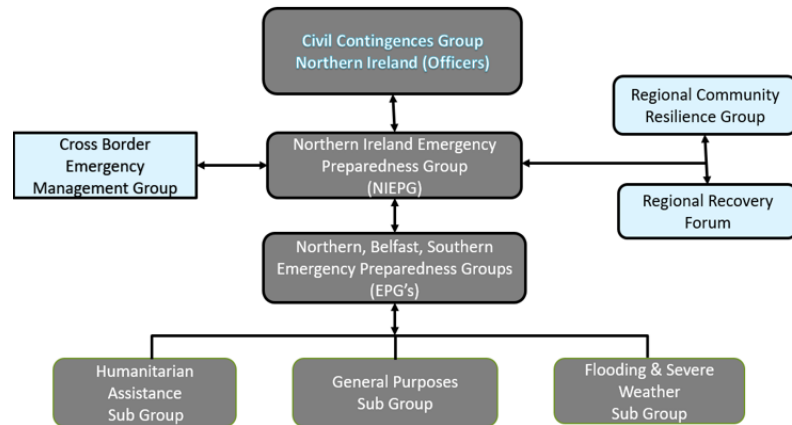 Civil Contingences Group
Northern Ireland (Officers)
Regional Community
Resilience Group
Cross Border
Emergency
Management Group
Northern Ireland Emergency
Preparedness Group
(NIEPG)
Regional Recovery
Forum
Northern, Belfast, Southern
Emergency Preparedness Groups
(EPG's)
Humanitarian
Assistance
Sub Group
General Purposes
Sub Group
Flooding & Severe
Weather
Sub Group